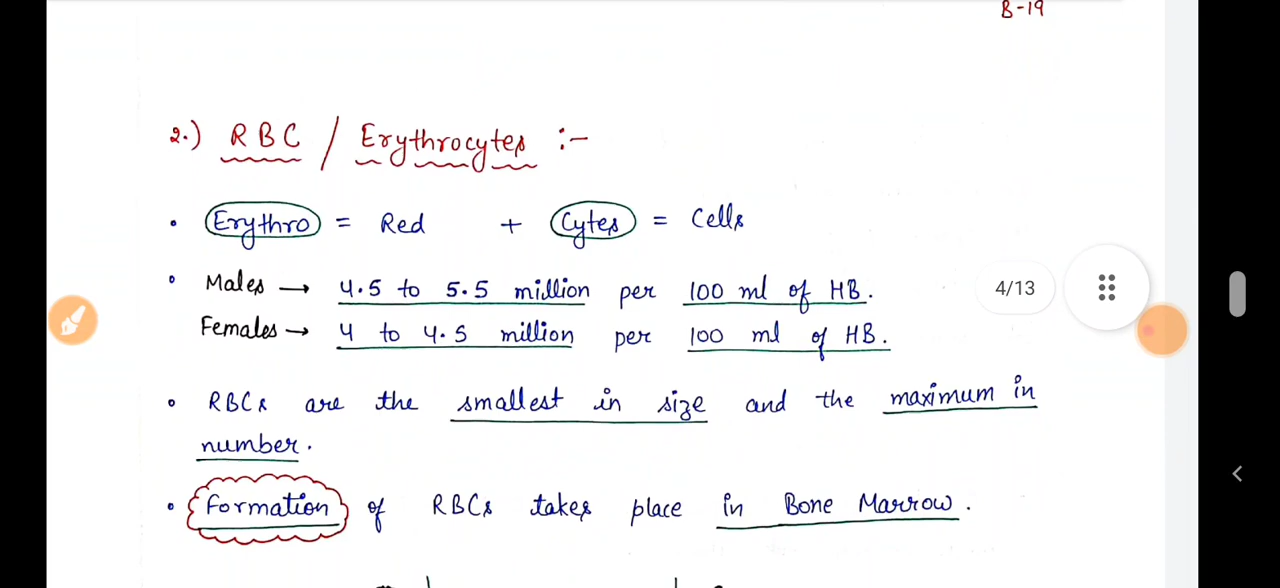 B-19
2.) RBC / Erythrocytes :-
• Erythro = Red + Cytes = Cells
• Males → 4.5 to 5.5 million per 100 ml of HB.
4/13
Females → 4 to 4.5 million per 100 ml of HB.
• RBCs are the smallest in size and the maximum in
number.
• Formation of RBCs takes place in Bone Marrow.